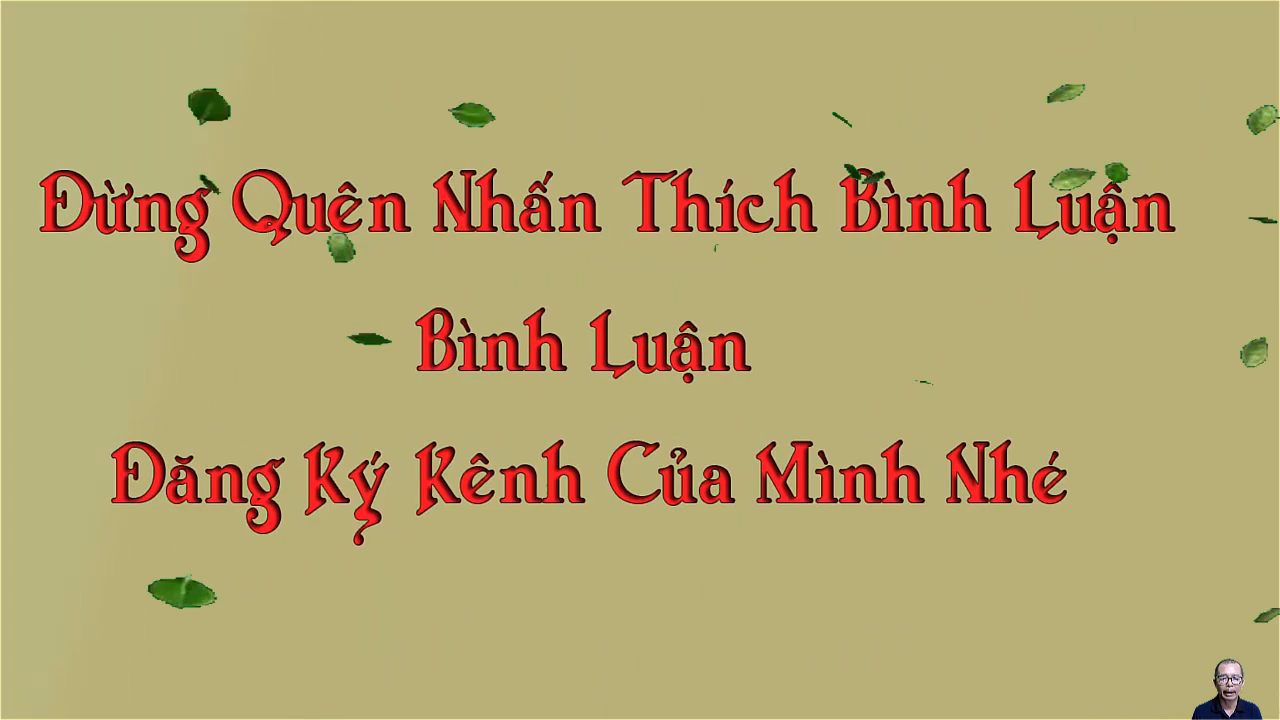 Đừng Quên Nhấn Thích Bình Luận
Bình Luận
Đăng Ký Kênh Của Mình Nhé